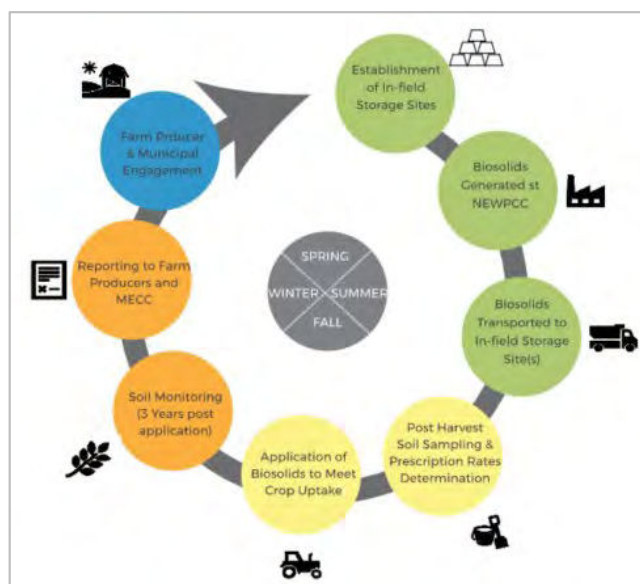 Establishment
of In-field
Storage Sites
Biosolids
Generated st
NEWPCC
Biosolids
Transported to
In-field Storage
Site(s)
Post Harvest
Soil Sampling &
Prescription Rates
Determination
Application of
Biosolids to Meet
Crop Uptake
Soil Monitoring
(3 Years post
application)
Reporting to Farm
Producers and
MECC
Farm Prducer
& Municipal
Engagement
SPRING
WINTER SUMMER
FALL